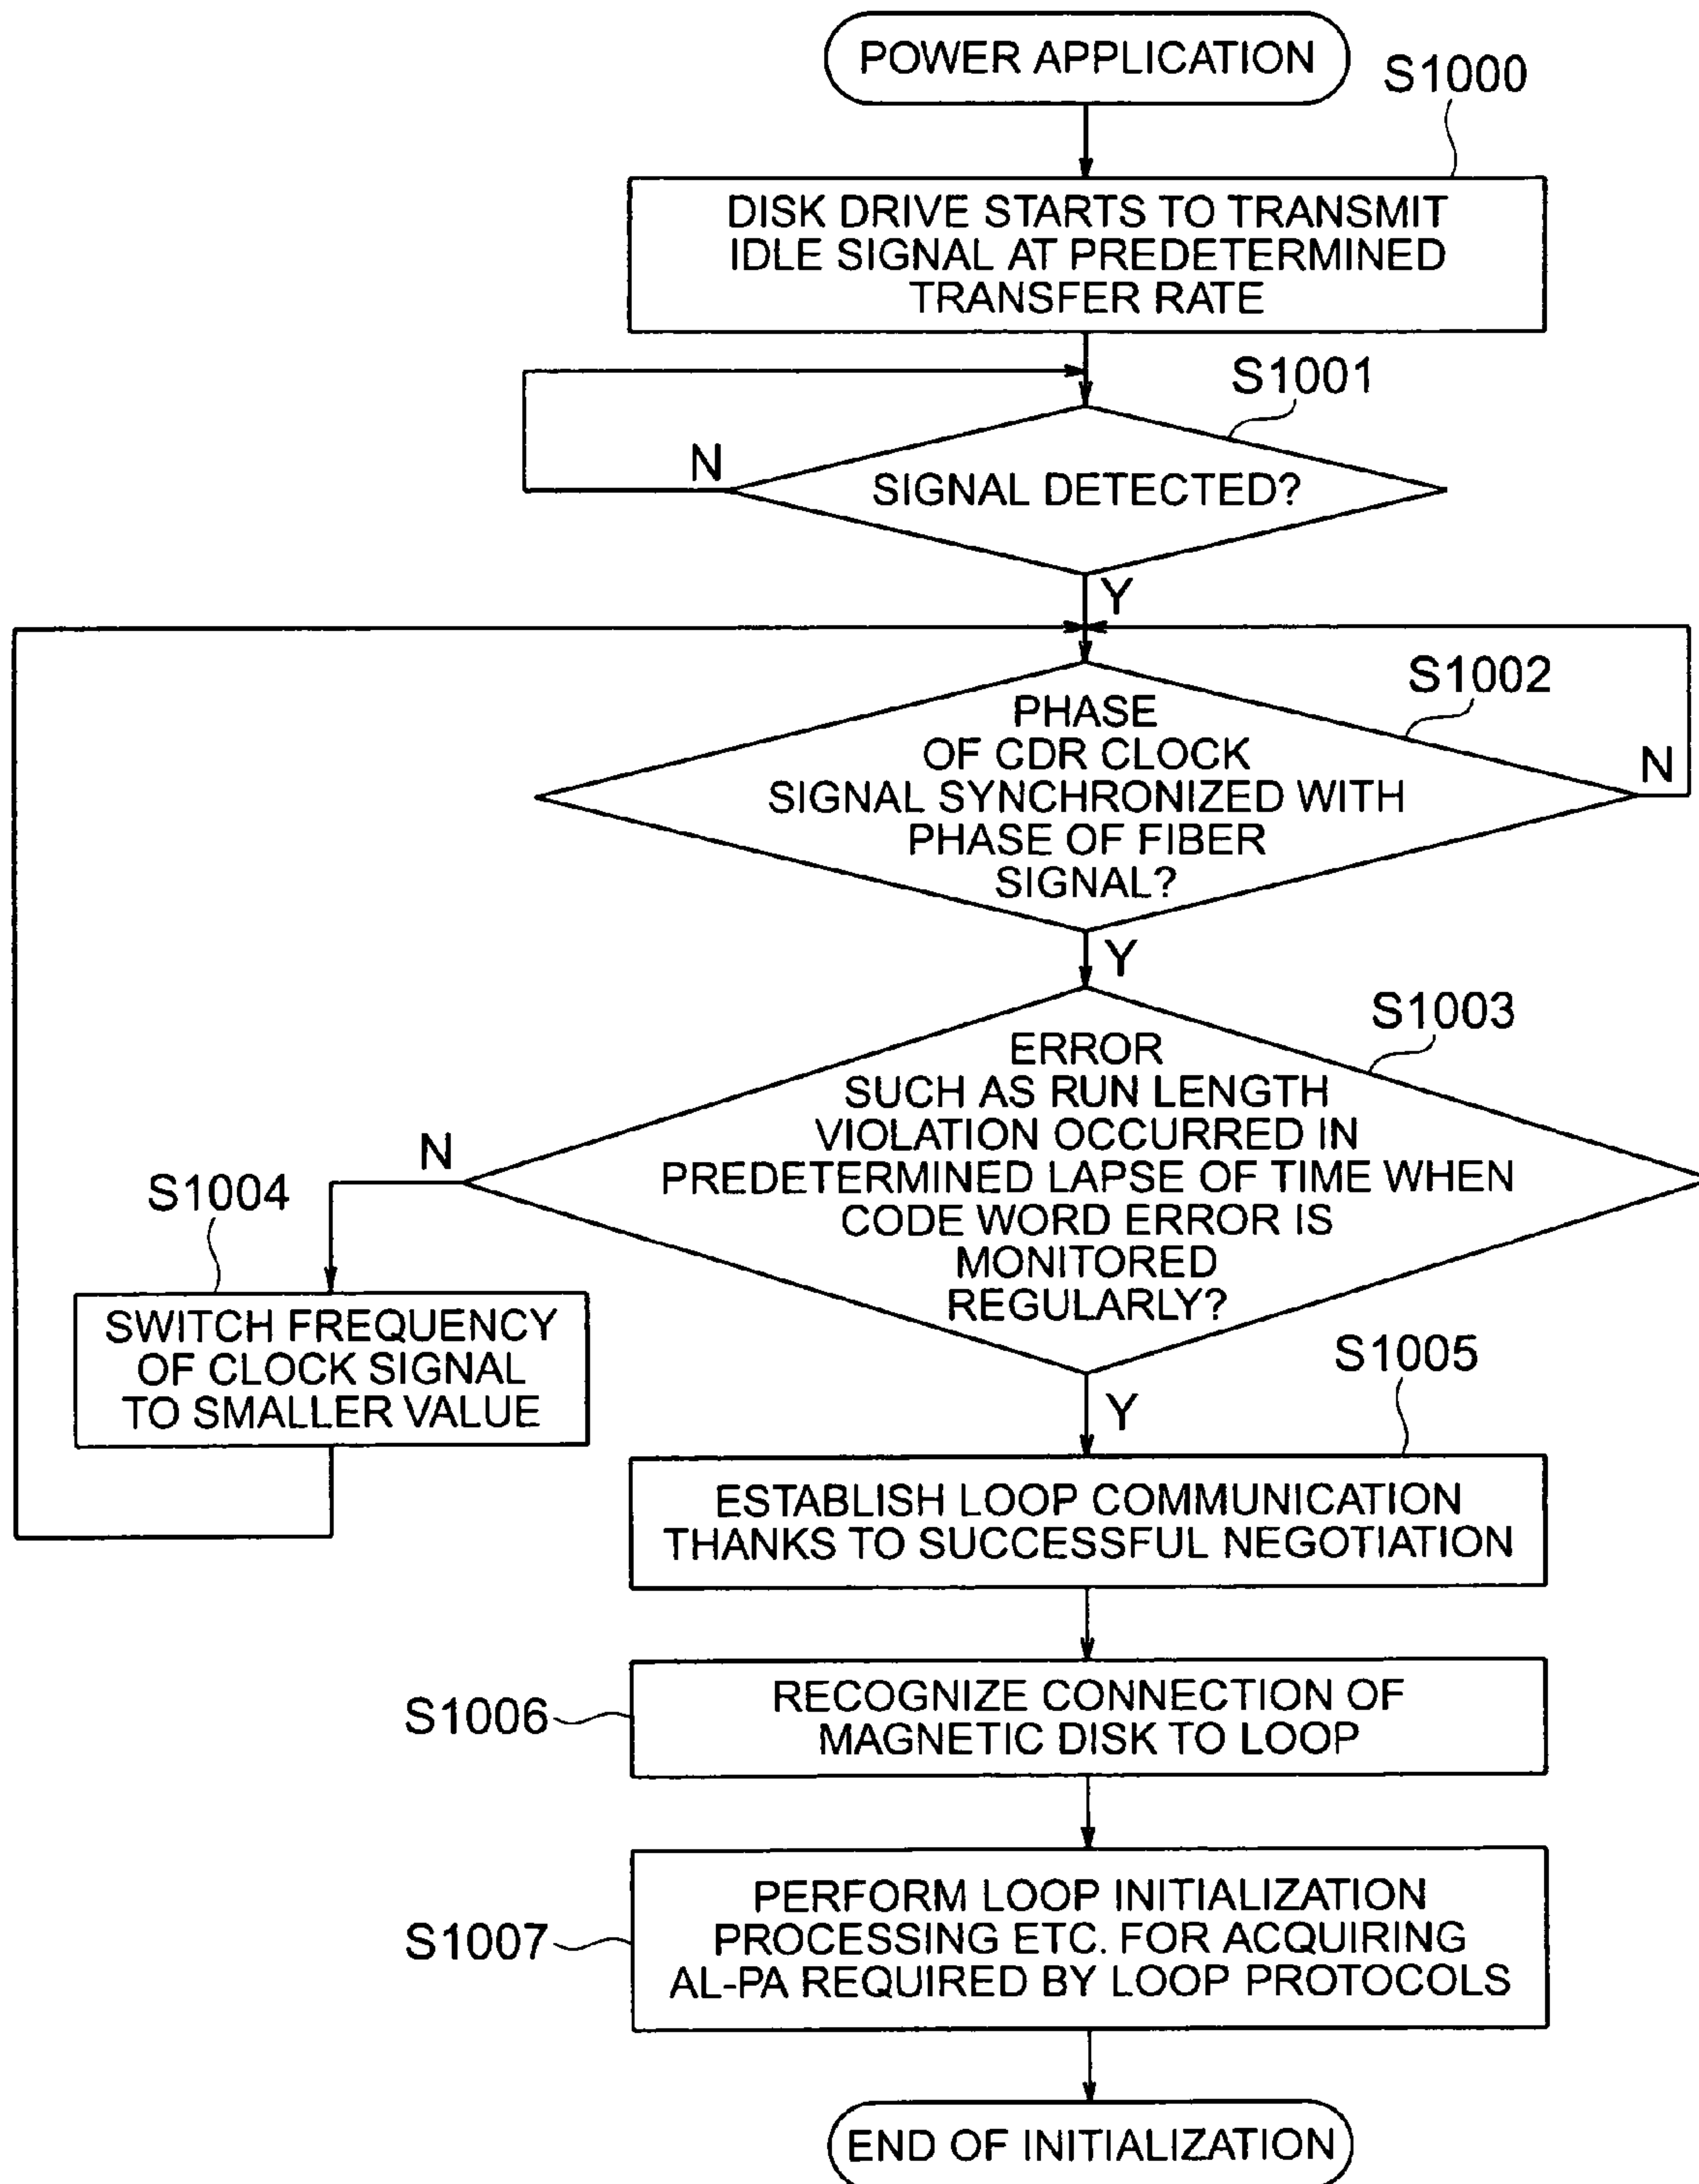 POWER APPLICATION
S1000
DISK DRIVE STARTS TO TRANSMIT
IDLE SIGNAL AT PREDETERMINED
TRANSFER RATE
S1001
N
SIGNAL DETECTED?
Y
S1002
PHASE
OF CDR CLOCK
SIGNAL SYNCHRONIZED WITH
PHASE OF FIBER
SIGNAL?
N
Y
S1003
ERROR
SUCH AS RUN LENGTH
VIOLATION OCCURRED IN
PREDETERMINED LAPSE OF TIME WHEN
CODE WORD ERROR IS
MONITORED
REGULARLY?
N
S1004
SWITCH FREQUENCY
OF CLOCK SIGNAL
TO SMALLER VALUE
Y
S1005
ESTABLISH LOOP COMMUNICATION
THANKS TO SUCCESSFUL NEGOTIATION
S1006
RECOGNIZE CONNECTION OF
MAGNETIC DISK TO LOOP
S1007
PERFORM LOOP INITIALIZATION
PROCESSING ETC. FOR ACQUIRING
AL-PA REQUIRED BY LOOP PROTOCOLS
END OF INITIALIZATION